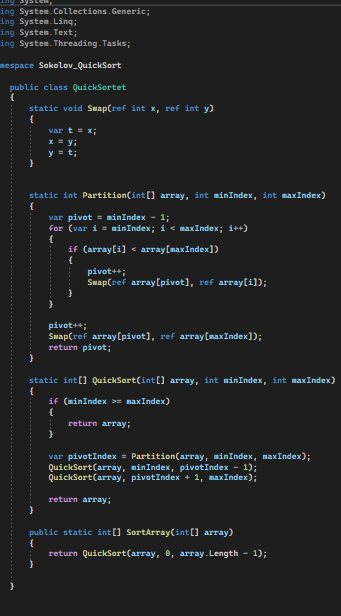 ing System;
ing System.Collections.Generic;
ing System.Linq;
ing System.Text;
ing System.Threading.Tasks;
mespace Sokolov_QuickSort
public class QuickSortet
{
static void Swap(ref int x, ref int y)
{
var t = x;
x = y;
y = t;
}
static int Partition(int[] array, int minIndex, int maxIndex)
{
var pivot = minIndex - 1;
for (var i = minIndex; i < maxIndex; i++)
{
if (array[i] < array[maxIndex])
{
pivot++;
Swap(ref array[pivot], ref array[i]);
}
}
pivot++;
Swap(ref array[pivot], ref array[maxIndex]);
return pivot;
}
static int[] QuickSort(int[] array, int minIndex, int maxIndex)
{
if (minIndex >= maxIndex)
{
return array;
}
var pivotIndex = Partition(array, minIndex, maxIndex);
QuickSort(array, minIndex, pivotIndex - 1);
QuickSort(array, pivotIndex + 1, maxIndex);
return array;
}
public static int[] SortArray(int[] array)
{
return QuickSort(array, 0, array.Length - 1);
}
}